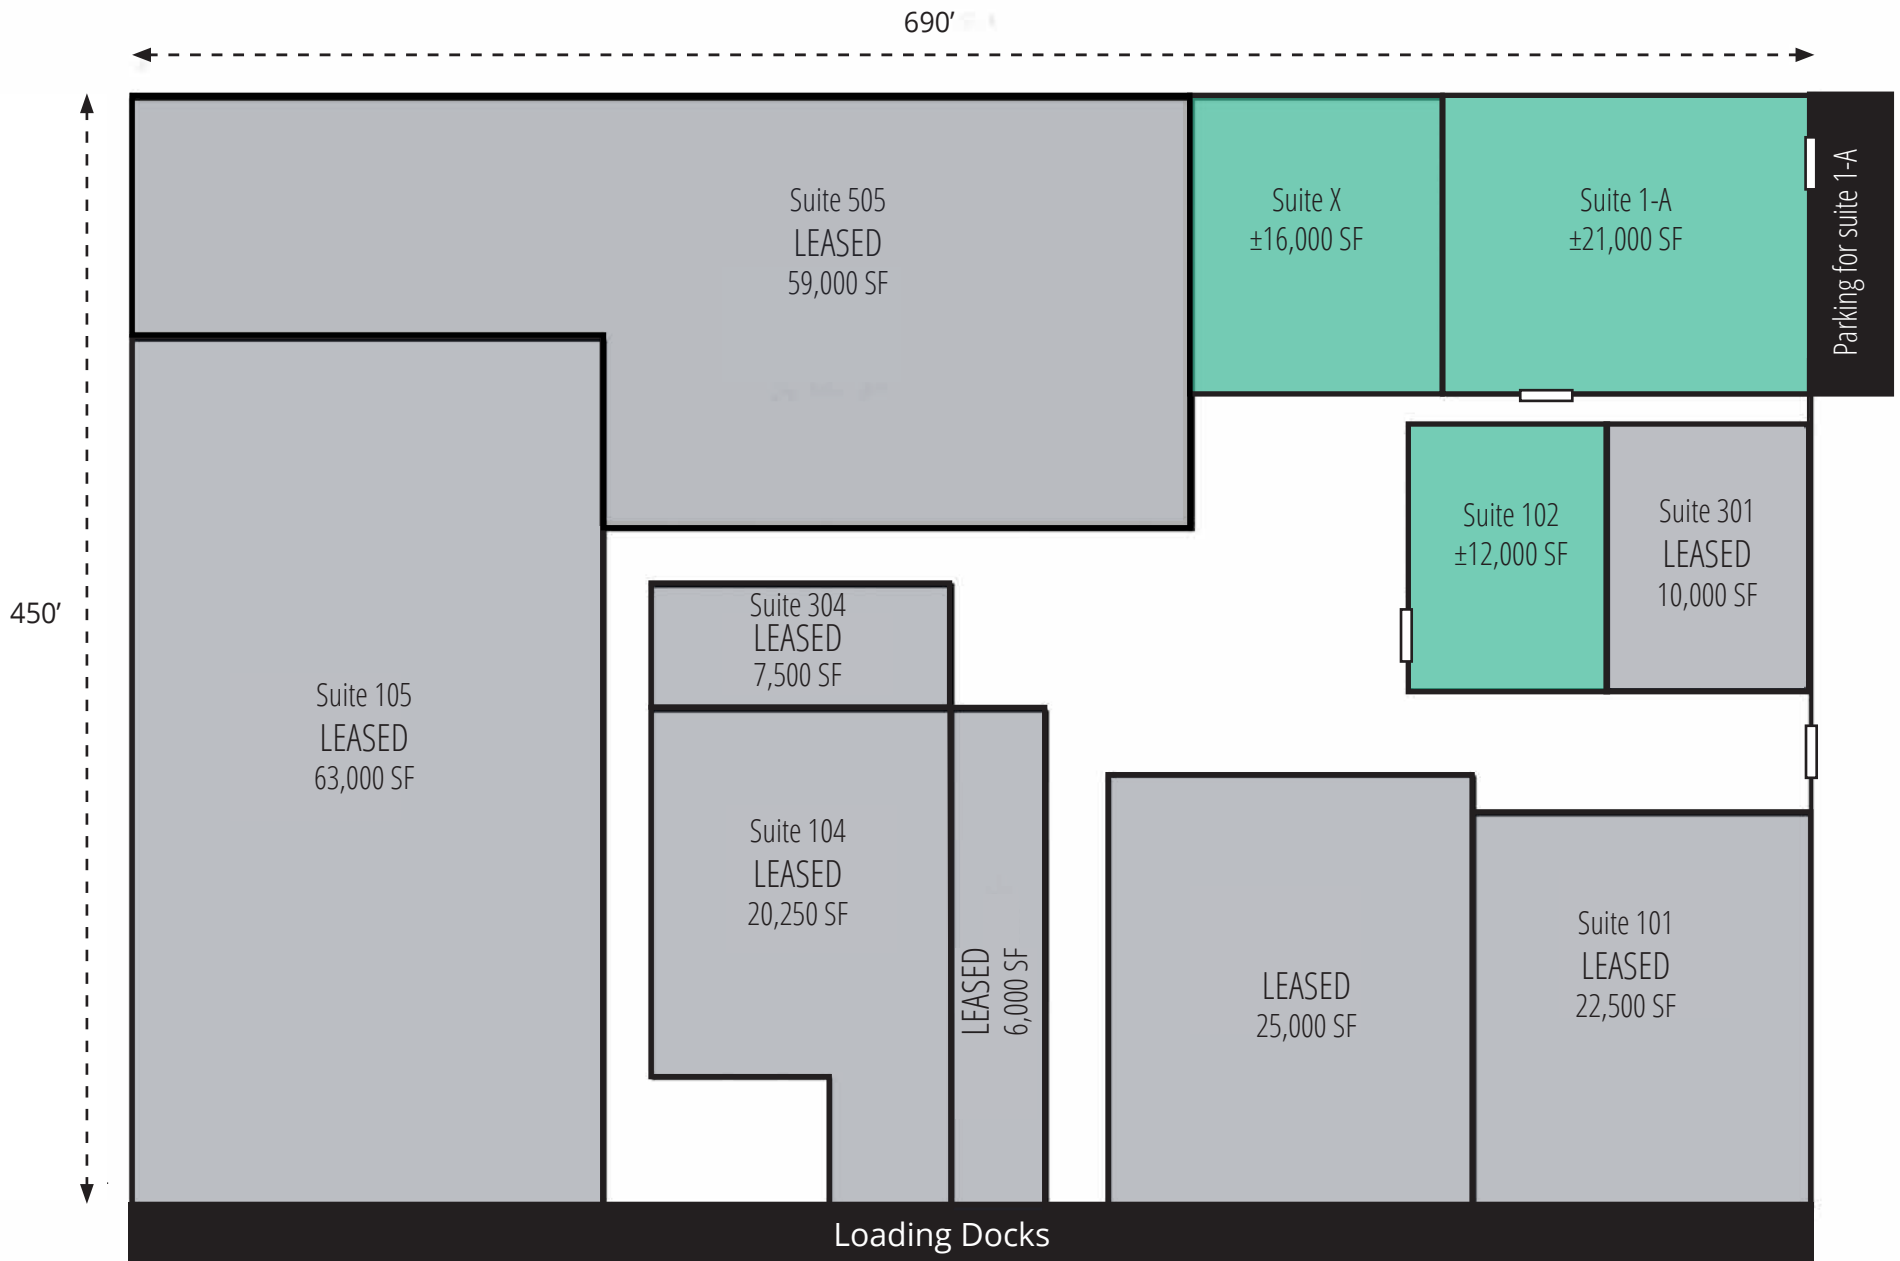 690’
450’
Suite 505
LEASED
59,000 SF
Suite X
±16,000 SF
Suite 1-A
±21,000 SF
Parking for suite 1-A
Suite 102
±12,000 SF
Suite 301
LEASED
10,000 SF
Suite 304
LEASED
7,500 SF
Suite 105
LEASED
63,000 SF
Suite 104
LEASED
20,250 SF
LEASED
6,000 SF
LEASED
25,000 SF
Suite 101
LEASED
22,500 SF
Loading Docks